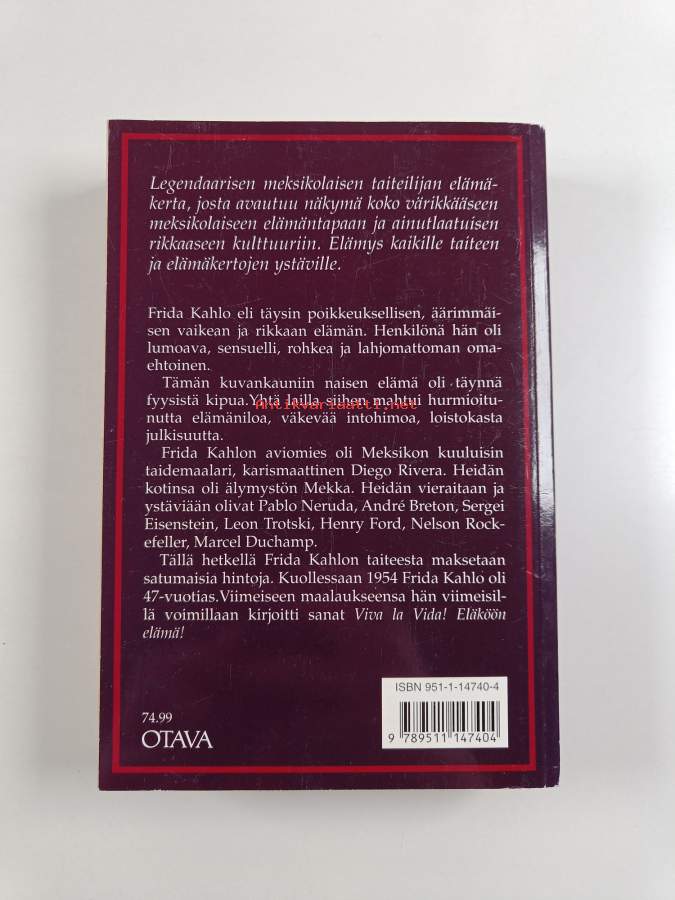 Legendaarisen meksikolaisen taiteilijan elämä-
kerta, josta avautuu näkymä koko värikkääseen
meksikolaiseen elämäntapaan ja ainutlaatuisen
rikkaaseen kulttuuriin. Elämys kaikille taiteen
ja elämäkertojen ystäville.
Frida Kahlo eli täysin poikkeuksellisen, äärimmäi-
sen vaikean ja rikkaan elämän. Henkilönä hän oli
lumoava, sensuelli, rohkea ja lahjomattoman oma-
ehtoinen.
Tämän kuvankauniin naisen elämä oli täynnä
fyysistä kipua.Yhtä lailla siihen mahtui hurmioitu-
Antikvariaatti.net
nutta elämäniloa, väkevää intohimoa, loistokasta
julkisuutta.
Frida Kahlon aviomies oli Meksikon kuuluisin
taidemaalari, karismaattinen Diego Rivera. Heidän
kotinsa oli älymystön Mekka. Heidän vieraitaan ja
ystäviään olivat Pablo Neruda, André Breton, Sergei
Eisenstein, Leon Trotski, Henry Ford, Nelson Rock-
efeller, Marcel Duchamp.
Tällä hetkellä Frida Kahlon taiteesta maksetaan
satumaisia hintoja. Kuollessaan 1954 Frida Kahlo oli
47-vuotias.Viimeiseen maalaukseensa hän viimeisil-
lä voimillaan kirjoitti sanat Viva la Vida! Eläköön
elämä!
ISBN 951-1-14740-4
9 789511 147404
74.99
OTAVA